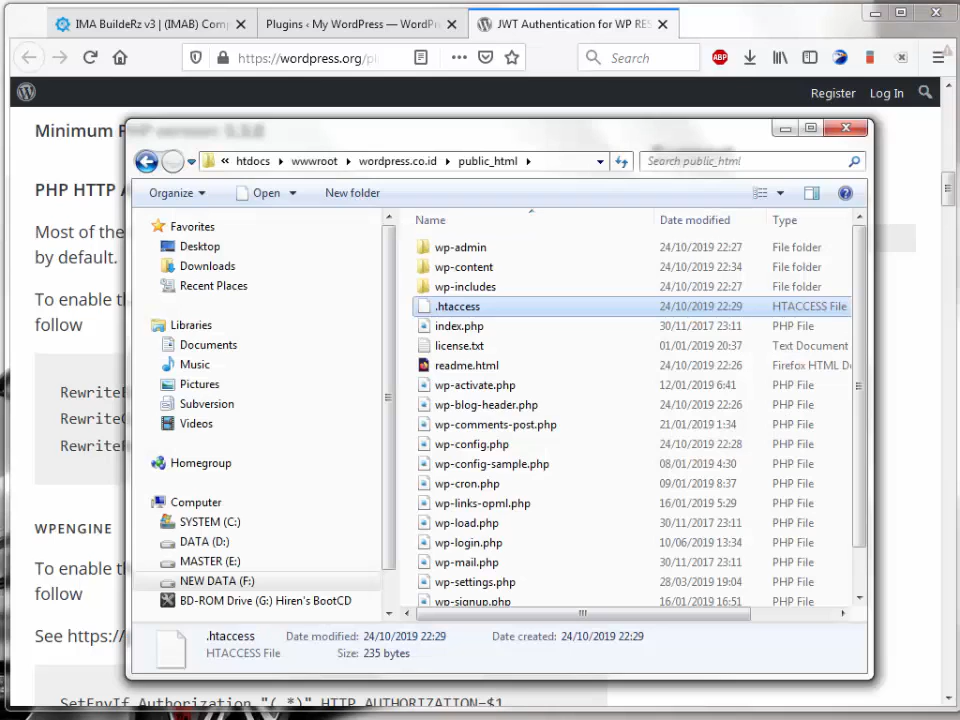 IMA BuildeRz v3 | (IMAB) Comp
Plugins ‹ My WordPress — WordPr
JWT Authentication for WP RES
https://wordpress.org/pl
Search
Register
Log In
Minimum PHP version: 5.3.0
PHP HTTP A
Most of the
by default.
To enable th
follow
RewriteE
RewriteC
RewriteR
WPENGINE
To enable th
follow
See https:/
SetEnvIf Authorization "(.*)" HTTP_AUTHORIZATION=$1
« htdocs
wwwroot
wordpress.co.id
public_html
Search public_html
Organize
Open
New folder
Favorites
Desktop
Downloads
Recent Places
Libraries
Documents
Music
Pictures
Subversion
Videos
Homegroup
Computer
SYSTEM (C:)
DATA (D:)
MASTER (E:)
NEW DATA (F:)
BD-ROM Drive (G:) Hiren's BootCD
Name Date modified Type
wp-admin 24/10/2019 22:27 File folder
wp-content 24/10/2019 22:34 File folder
wp-includes 24/10/2019 22:27 File folder
.htaccess 24/10/2019 22:29 HTACCESS File
index.php 30/11/2017 23:11 PHP File
license.txt 01/01/2019 20:37 Text Document
readme.html 24/10/2019 22:26 Firefox HTML Do
wp-activate.php 12/01/2019 6:41 PHP File
wp-blog-header.php 24/10/2019 22:26 PHP File
wp-comments-post.php 21/01/2019 1:34 PHP File
wp-config.php 24/10/2019 22:28 PHP File
wp-config-sample.php 08/01/2019 4:30 PHP File
wp-cron.php 09/01/2019 8:37 PHP File
wp-links-opml.php 16/01/2019 5:29 PHP File
wp-load.php 30/11/2017 23:11 PHP File
wp-login.php 10/06/2019 13:34 PHP File
wp-mail.php 30/11/2017 23:11 PHP File
wp-settings.php 28/03/2019 19:04 PHP File
wp-signup.php 16/01/2019 16:51 PHP File
.htaccess Date modified: 24/10/2019 22:29 Date created: 24/10/2019 22:29
HTACCESS File Size: 235 bytes